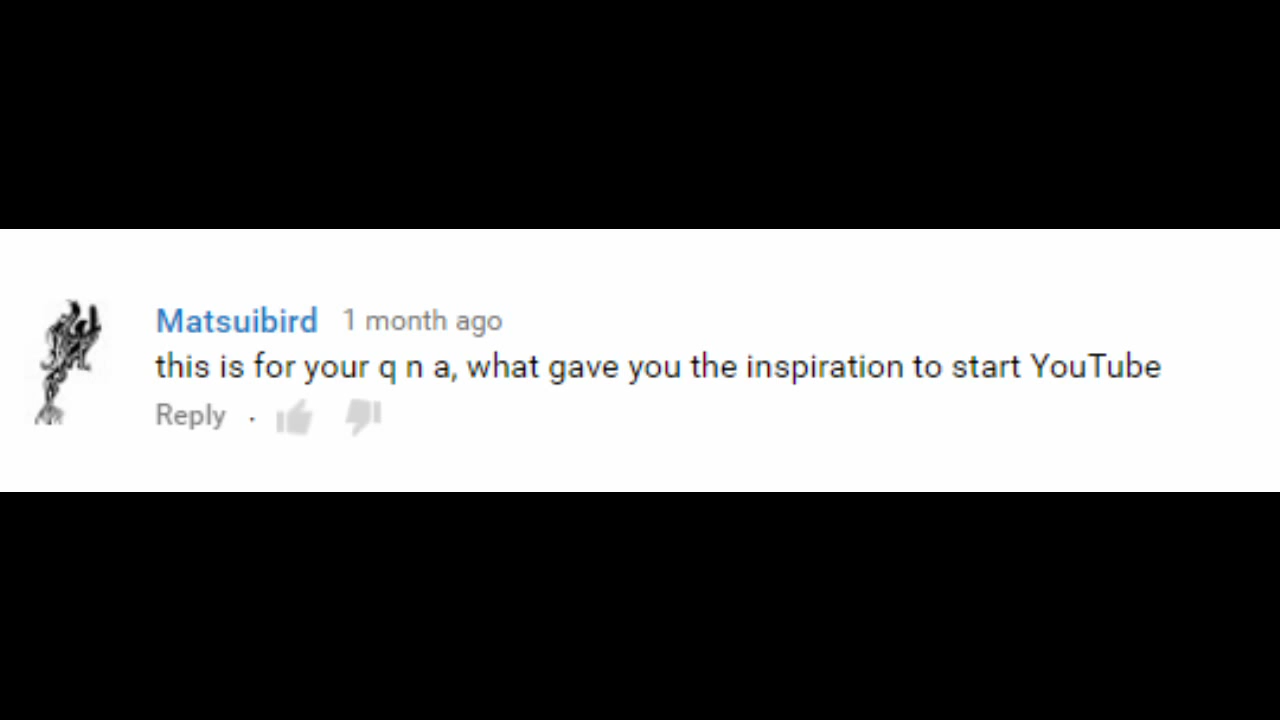 Matsuibird 1 month ago
this is for your q n a, what gave you the inspiration to start YouTube
Reply ·